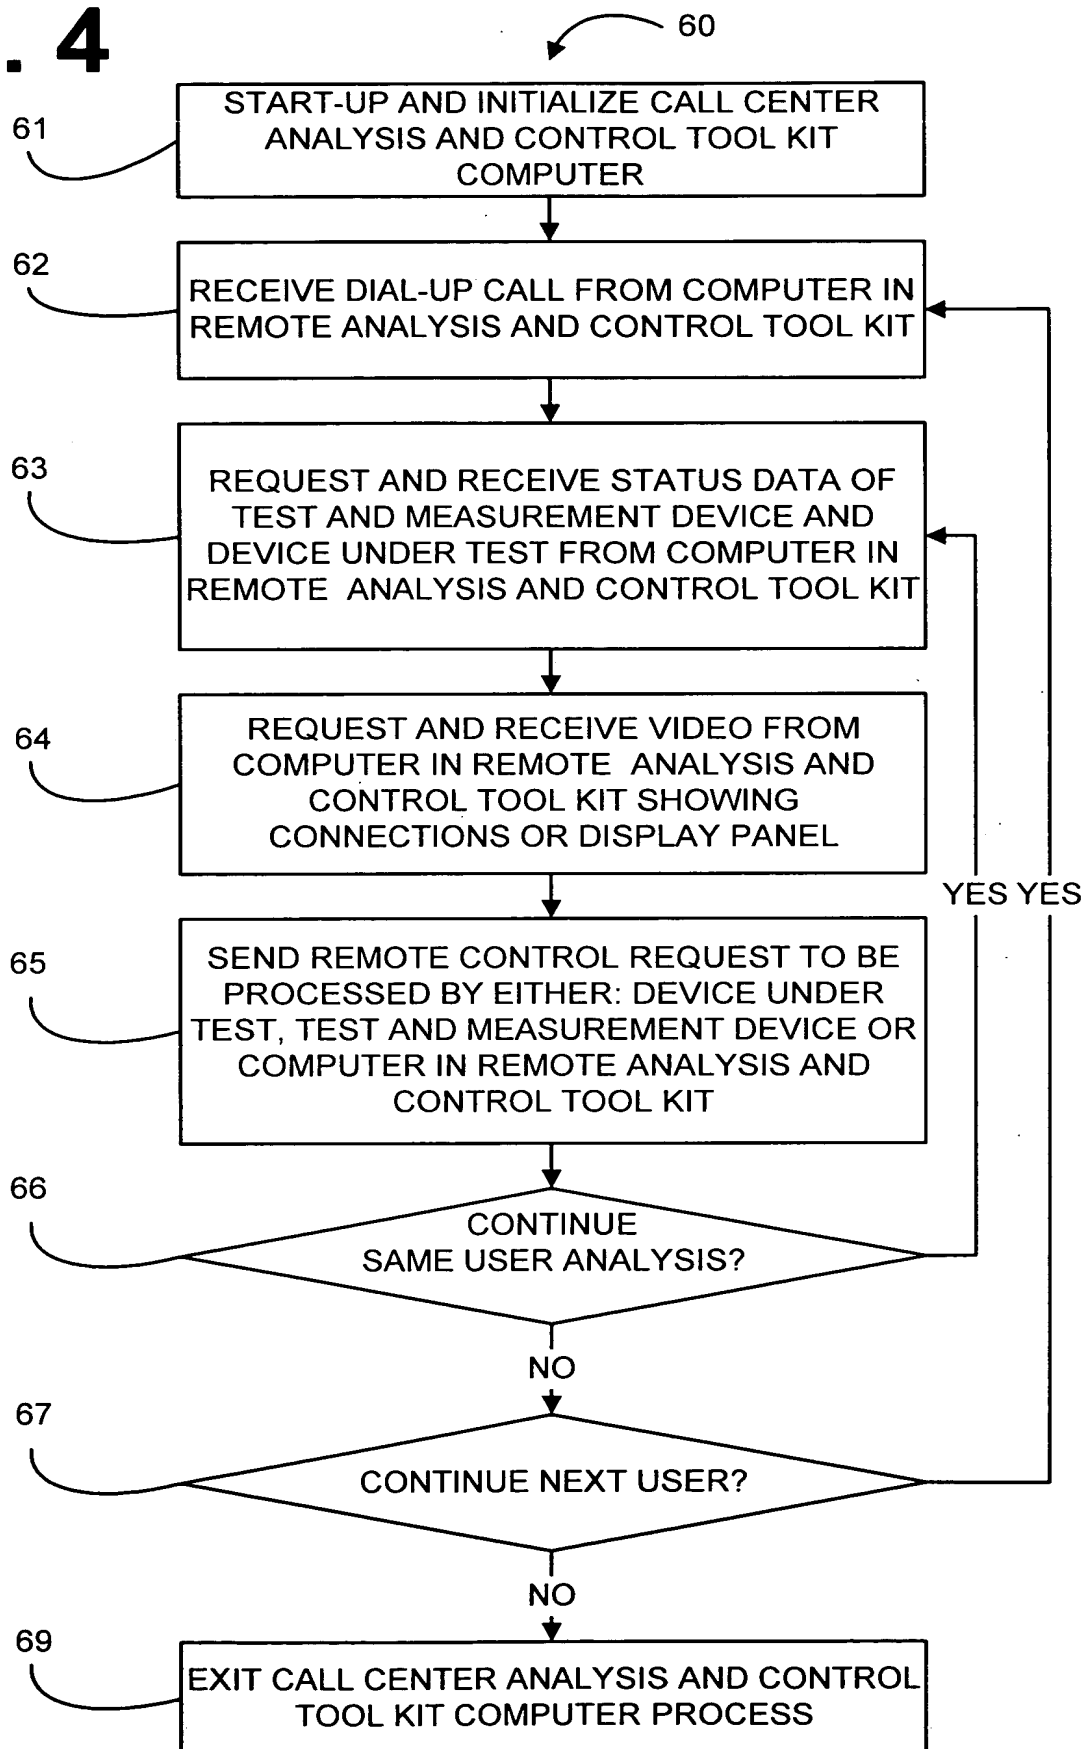 . 4
60
61
START-UP AND INITIALIZE CALL CENTER
ANALYSIS AND CONTROL TOOL KIT
COMPUTER
62
RECEIVE DIAL-UP CALL FROM COMPUTER IN
REMOTE ANALYSIS AND CONTROL TOOL KIT
63
REQUEST AND RECEIVE STATUS DATA OF
TEST AND MEASUREMENT DEVICE AND
DEVICE UNDER TEST FROM COMPUTER IN
REMOTE ANALYSIS AND CONTROL TOOL KIT
64
REQUEST AND RECEIVE VIDEO FROM
COMPUTER IN REMOTE ANALYSIS AND
CONTROL TOOL KIT SHOWING
CONNECTIONS OR DISPLAY PANEL
YES YES
65
SEND REMOTE CONTROL REQUEST TO BE
PROCESSED BY EITHER: DEVICE UNDER
TEST, TEST AND MEASUREMENT DEVICE OR
COMPUTER IN REMOTE ANALYSIS AND
CONTROL TOOL KIT
66
CONTINUE
SAME USER ANALYSIS?
NO
67
CONTINUE NEXT USER?
NO
69
EXIT CALL CENTER ANALYSIS AND CONTROL
TOOL KIT COMPUTER PROCESS